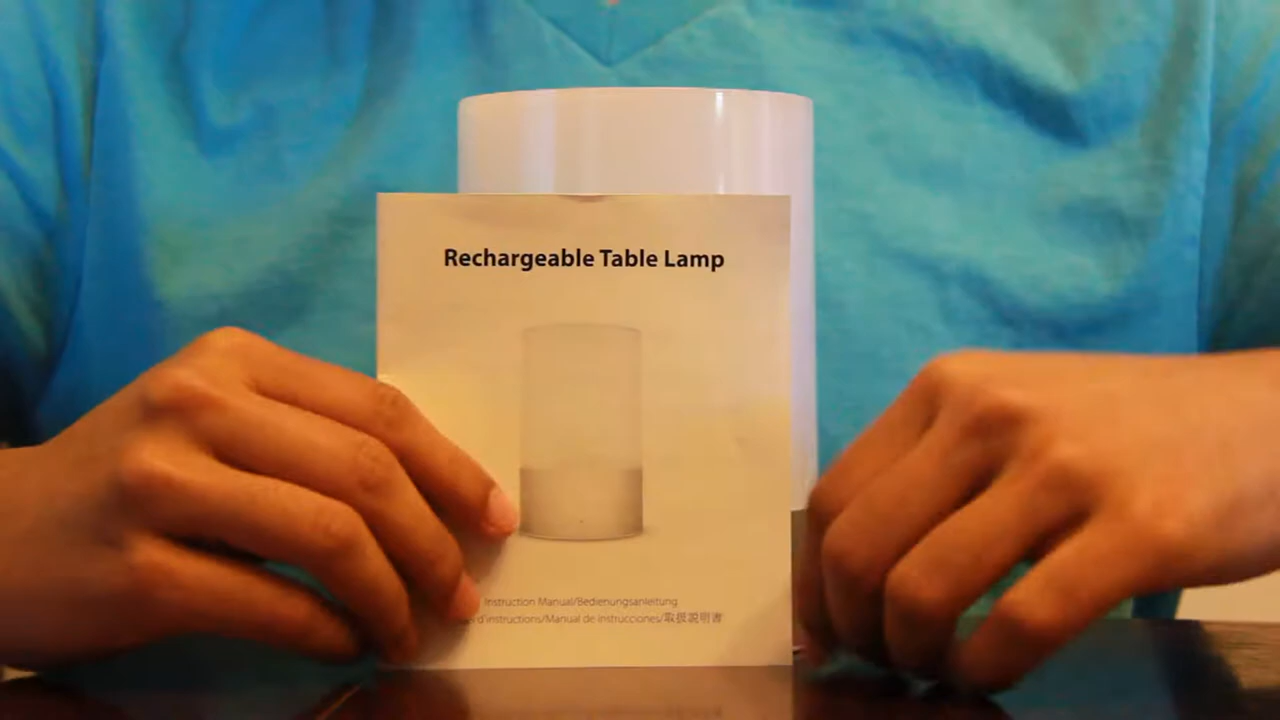 Rechargeable Table Lamp
Instruction Manual/Bedienungsanleitung
d'instructions/Manual de instrucciones/取扱説明書